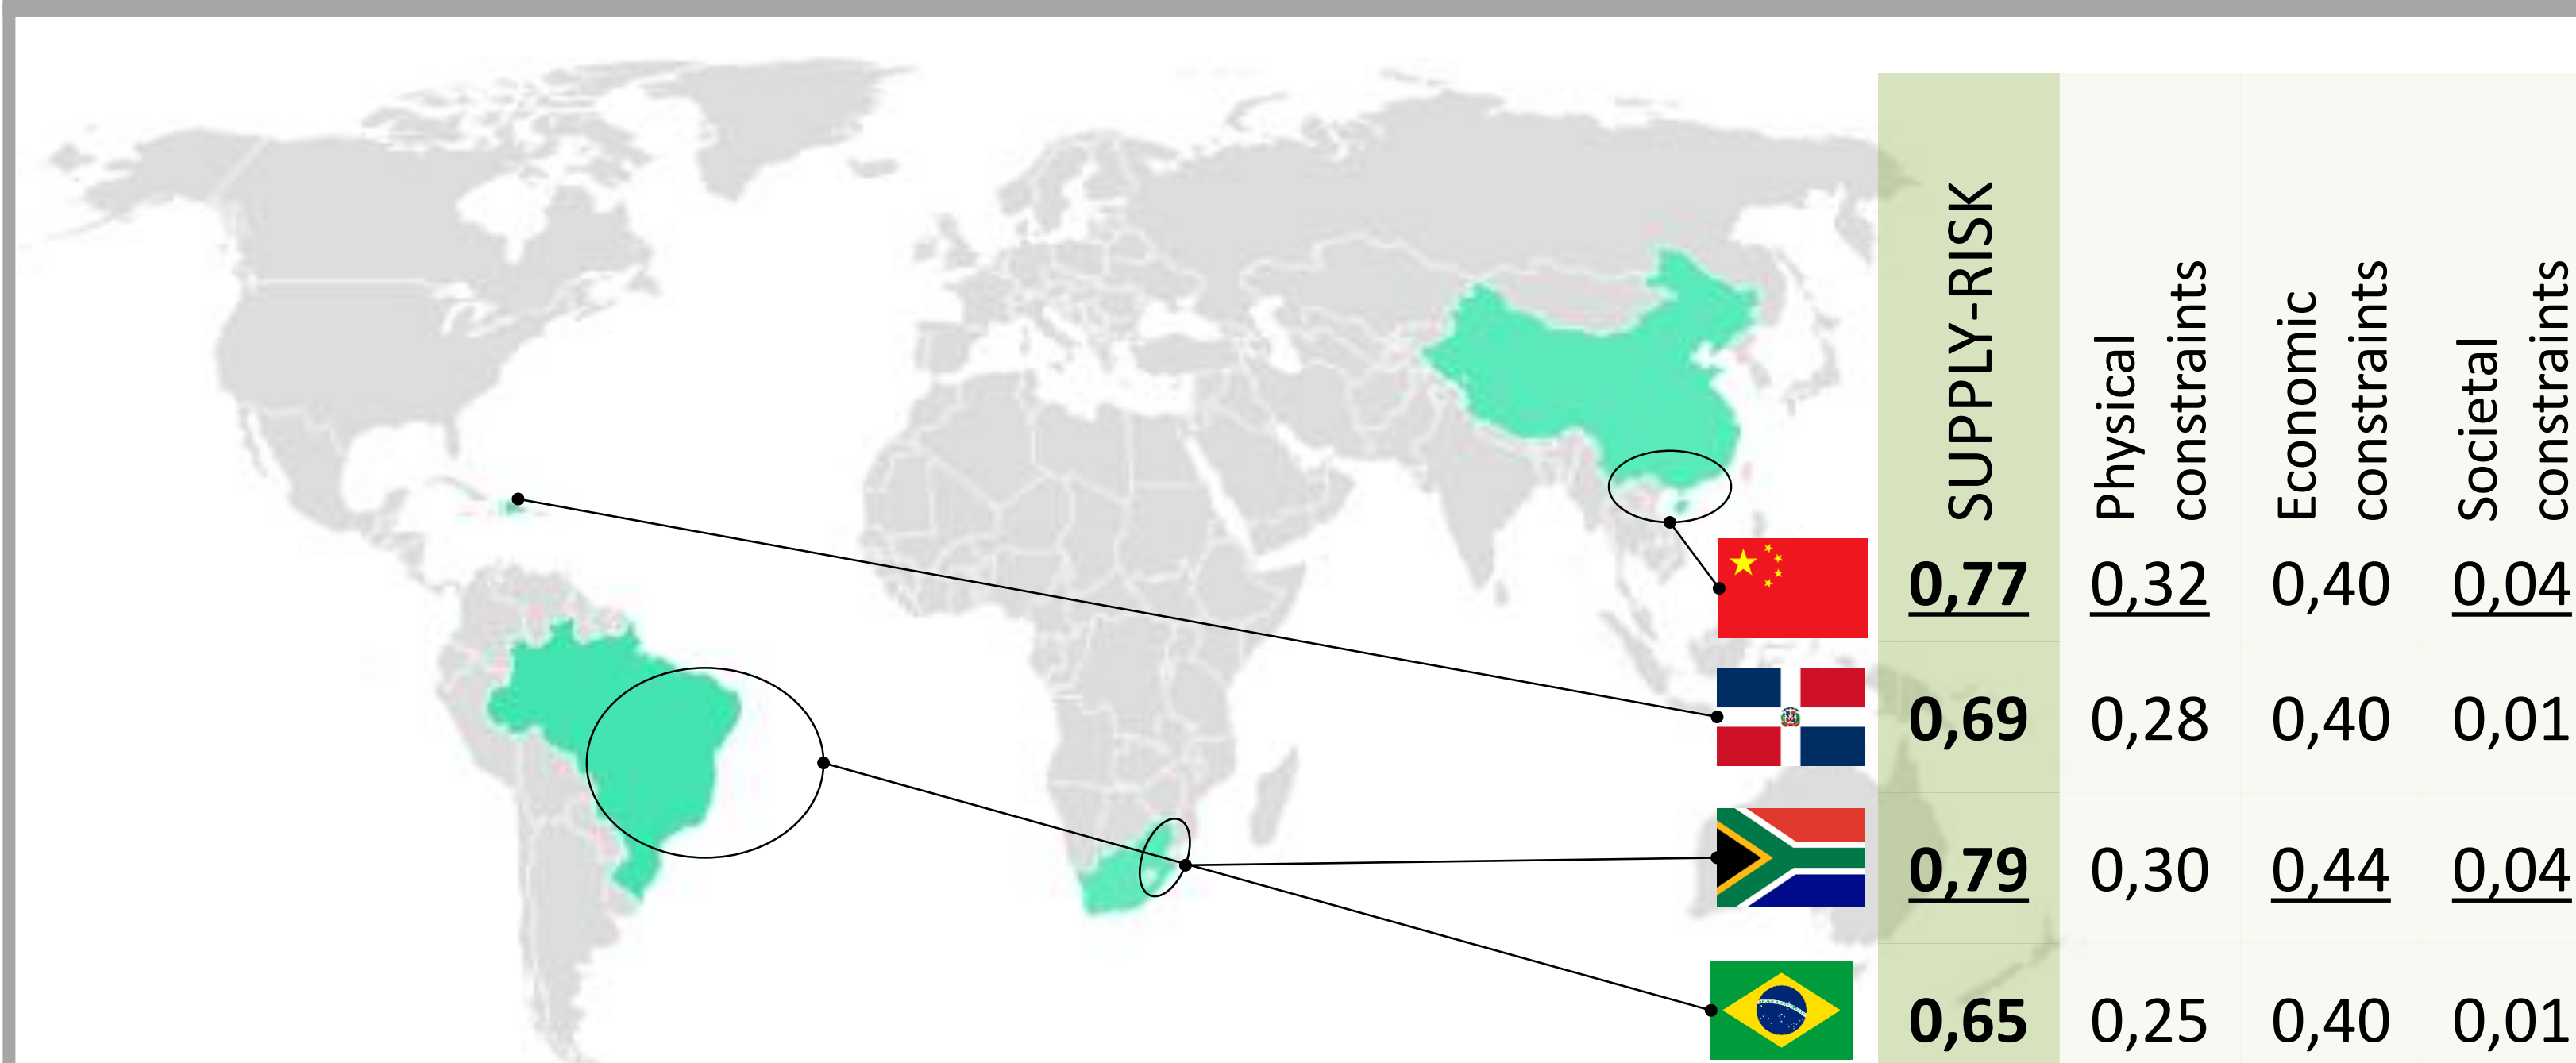 SUPPLY-RISK
Physical
constraints
Economic
constraints
Societal
constraints
0,77 0,32 0,40 0,04
0,69 0,28 0,40 0,01
0,79 0,30 0,44 0,04
0,65 0,25 0,40 0,01